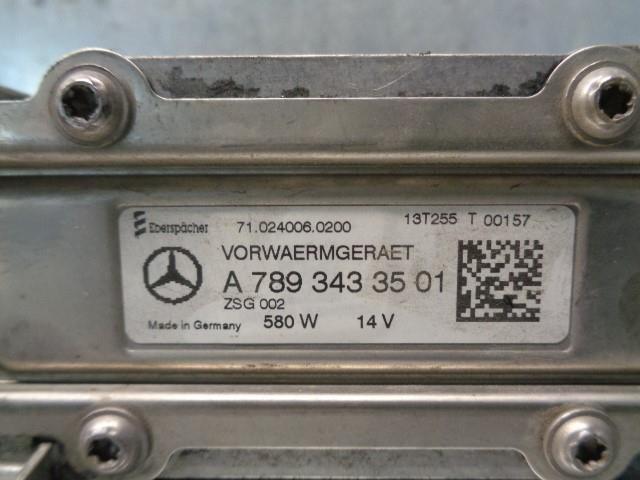 Eberspächer 71.024006.0200 13T255 T 00157
VORWAERMGERAET
A 789 343 35 01
ZSG 002
Made in Germany 580 W 14 V